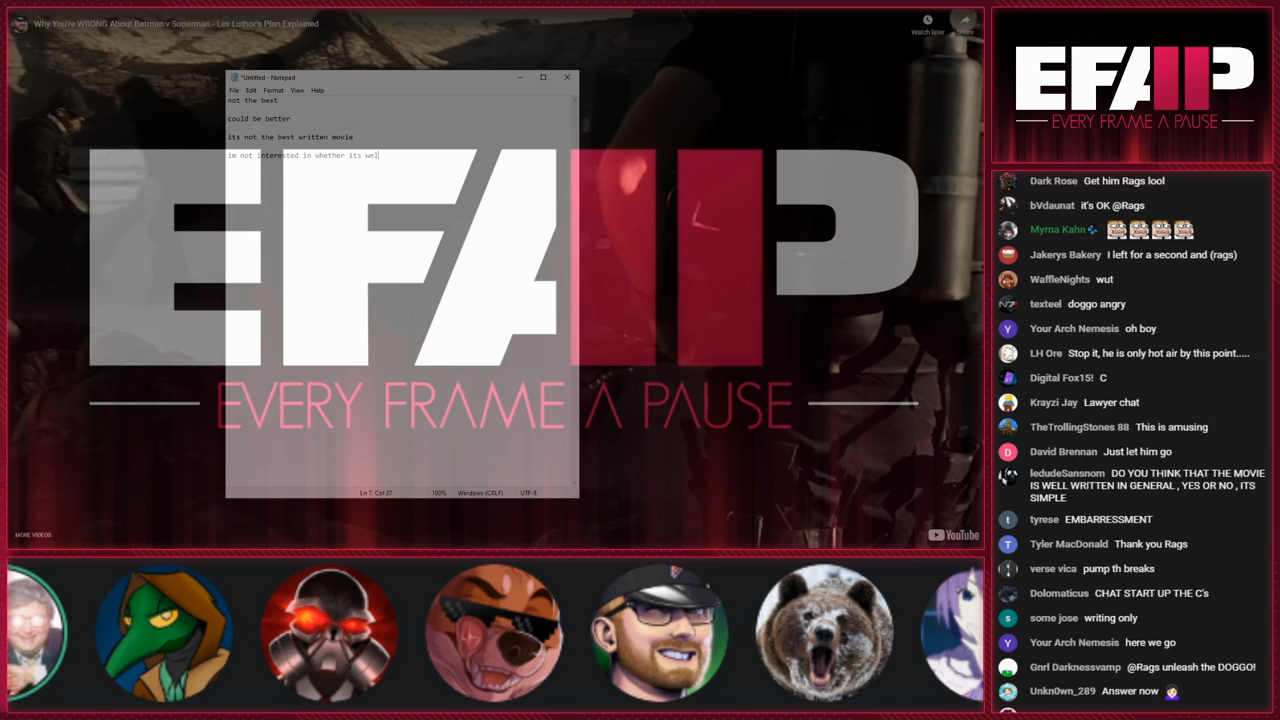 Why You're WRONG About Batman v Superman - Lex Luthor's Plan Explained
Watch later
Share
*Untitled - Notepad
File Edit Format View Help
not the best
could be better
its not the best written movie
im not interested in whether its wel
EFAP
EVERY FRAME A PAUSE
Ln 7, Col 37 100% Windows (CRLF) UTF-8
MORE VIDEOS
YouTube
EFAP
EVERY FRAME A PAUSE
Dark Rose Get him Rags lool
bVdaunat it's OK @Rags
Myrna Kahn
Jakerys Bakery I left for a second and (rags)
WaffleNights wut
N7
texteel doggo angry
Y Your Arch Nemesis oh boy
LH Ore Stop it, he is only hot air by this point.....
Digital Fox15! C
Krayzi Jay Lawyer chat
TheTrollingStones 88 This is amusing
D David Brennan Just let him go
ledudeSansnom DO YOU THINK THAT THE MOVIE
IS WELL WRITTEN IN GENERAL , YES OR NO , ITS
SIMPLE
t tyrese EMBARRESSMENT
T Tyler MacDonald Thank you Rags
verse vica pump th breaks
Dolomaticus CHAT START UP THE C's
s some jose writing only
Y Your Arch Nemesis here we go
Gnrl Darknessvamp @Rags unleash the DOGGO!
Unkn0wn_289 Answer now